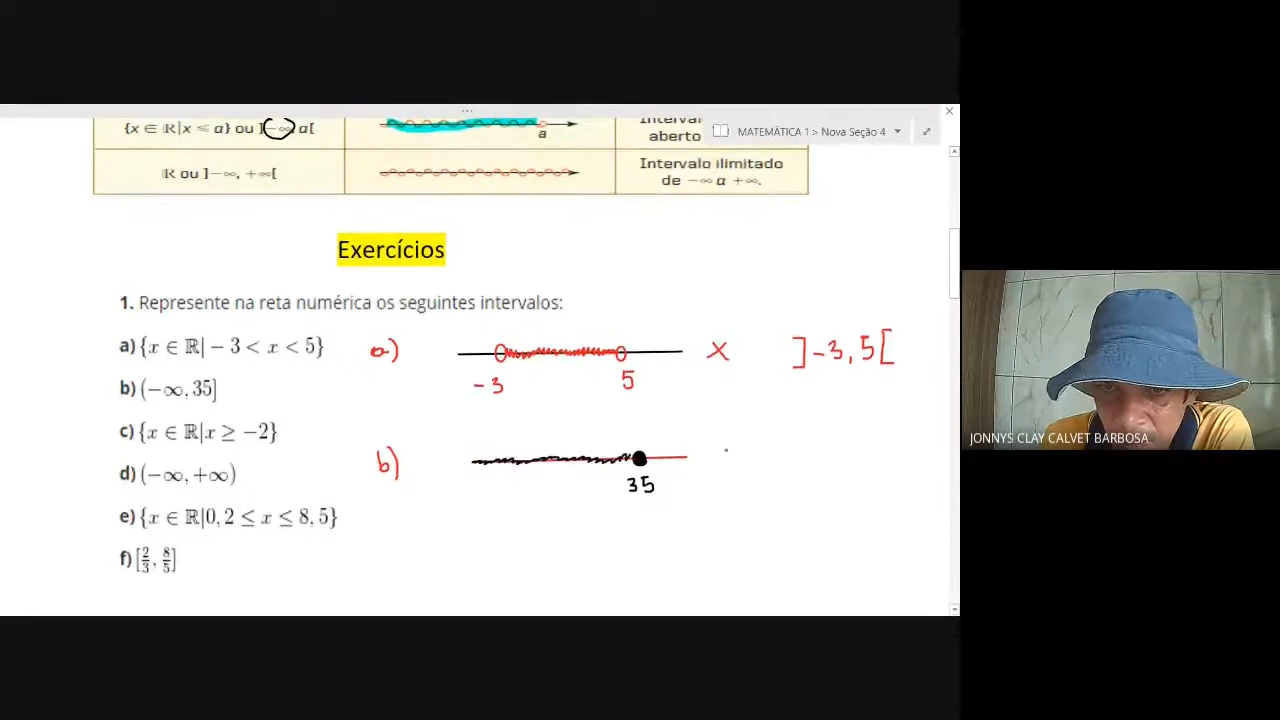 {x ∈ ℝ|x ⩽ a} ou ]−∞, a[
a
aberto
MATEMÁTICA 1 > Nova Seção 4
ℝ ou ]−∞, +∞[
Intervalo ilimitado
de −∞ a +∞.
Exercícios
1. Represente na reta numérica os seguintes intervalos:
a) {x ∈ ℝ| − 3 < x < 5}
a)
-3
5
x
]-3, 5[
b) (−∞, 35]
b)
35
c) {x ∈ ℝ|x ≥ −2}
d) (−∞, +∞)
e) {x ∈ ℝ|0, 2 ≤ x ≤ 8, 5}
f) [2/3, 8/5]
JONNYS CLAY CALVET BARBOSA